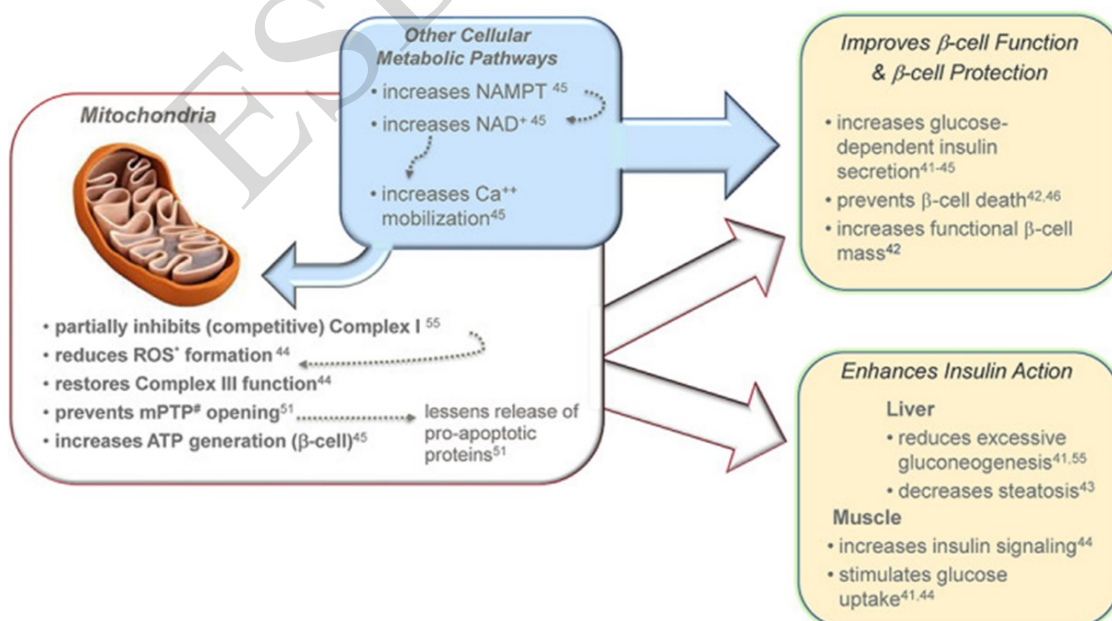 ESE
Other Cellular
Metabolic Pathways
• increases NAMPT 45
• increases NAD+ 45
• increases Ca++
mobilization45
Mitochondria
• partially inhibits (competitive) Complex I 55
• reduces ROS* formation 44
• restores Complex III function44
• prevents mPTP# opening51
• increases ATP generation (β-cell)45
lessens release of
pro-apoptotic
proteins51
Improves β-cell Function
& β-cell Protection
• increases glucose-
dependent insulin
secretion41-45
• prevents β-cell death42,46
• increases functional β-cell
mass42
Enhances Insulin Action
Liver
• reduces excessive
gluconeogenesis41,55
• decreases steatosis43
Muscle
• increases insulin signaling44
• stimulates glucose
uptake41,44